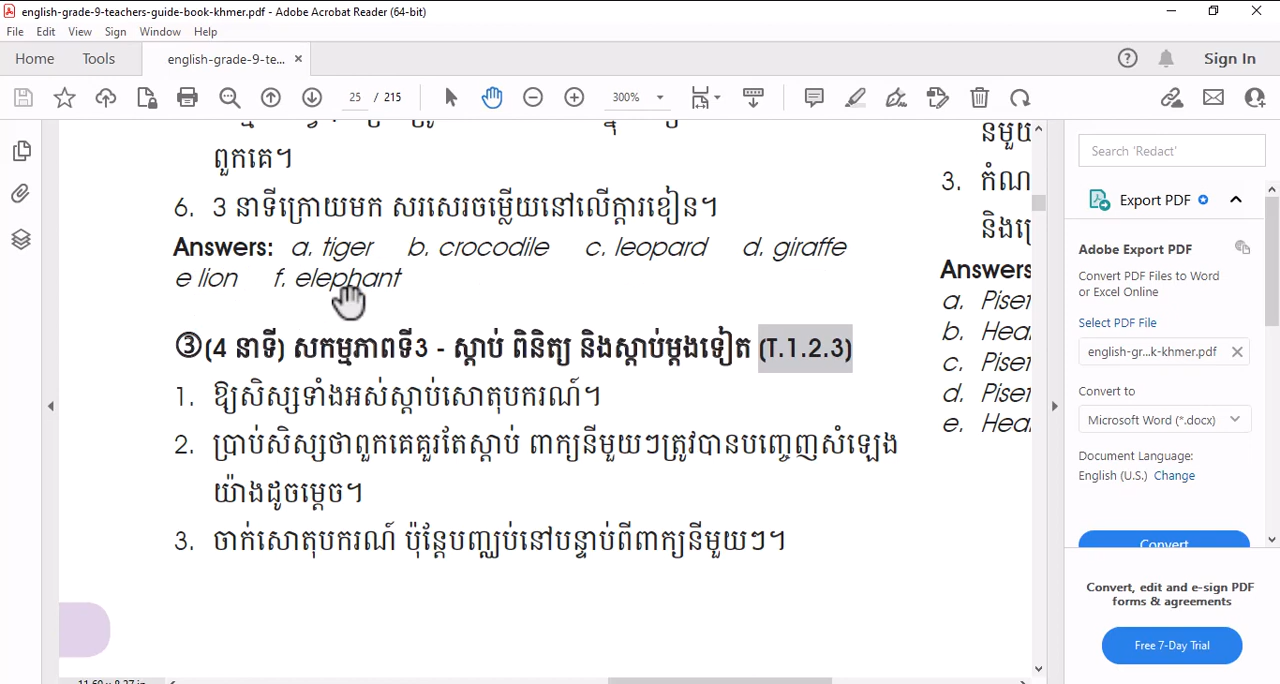 english-grade-9-teachers-guide-book-khmer.pdf - Adobe Acrobat Reader (64-bit)
File Edit View Sign Window Help
Home Tools english-grade-9-te... × Sign In
25 / 215 300%
ពួកគេ។
6. 3 នាទីក្រោយមក សរសេរចម្លើយនៅលើក្ដារខៀន។
Answers: a. tiger b. crocodile c. leopard d. giraffe
e lion f. elephant
③(4 នាទី) សកម្មភាពទី3 - ស្ដាប់ ពិនិត្យ និងស្ដាប់ម្ដងទៀត (T.1.2.3)
1. ឱ្យសិស្សទាំងអស់ស្ដាប់សោតុបករណ៍។
2. ប្រាប់សិស្សថាពួកគេគួរតែស្ដាប់ ពាក្យនីមួយៗត្រូវបានបញ្ចេញសំឡេង
យ៉ាងដូចម្ដេច។
3. ចាក់សោតុបករណ៍ ប៉ុន្តែបញ្ឈប់នៅបន្ទាប់ពីពាក្យនីមួយៗ។
នីមួយ
3. កំណ
Answers
a. Pisef
b. Hea
c. Pisef
d. Pisef
e. Hea
Search 'Redact'
Export PDF
Adobe Export PDF
Convert PDF Files to Word
or Excel Online
Select PDF File
english-gr...k-khmer.pdf
Convert to
Microsoft Word (*.docx)
Document Language:
English (U.S.) Change
Convert
Convert, edit and e-sign PDF
forms & agreements
Free 7-Day Trial